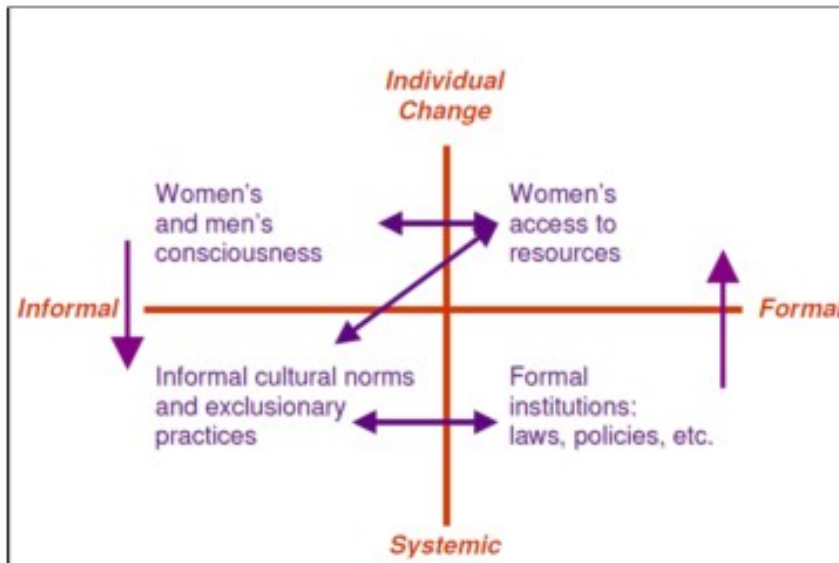 Individual
Change
Women's
and men's
consciousness
Women's
access to
resources
Informal
Formal
Informal cultural norms
and exclusionary
practices
Formal
institutions:
laws, policies, etc.
Systemic